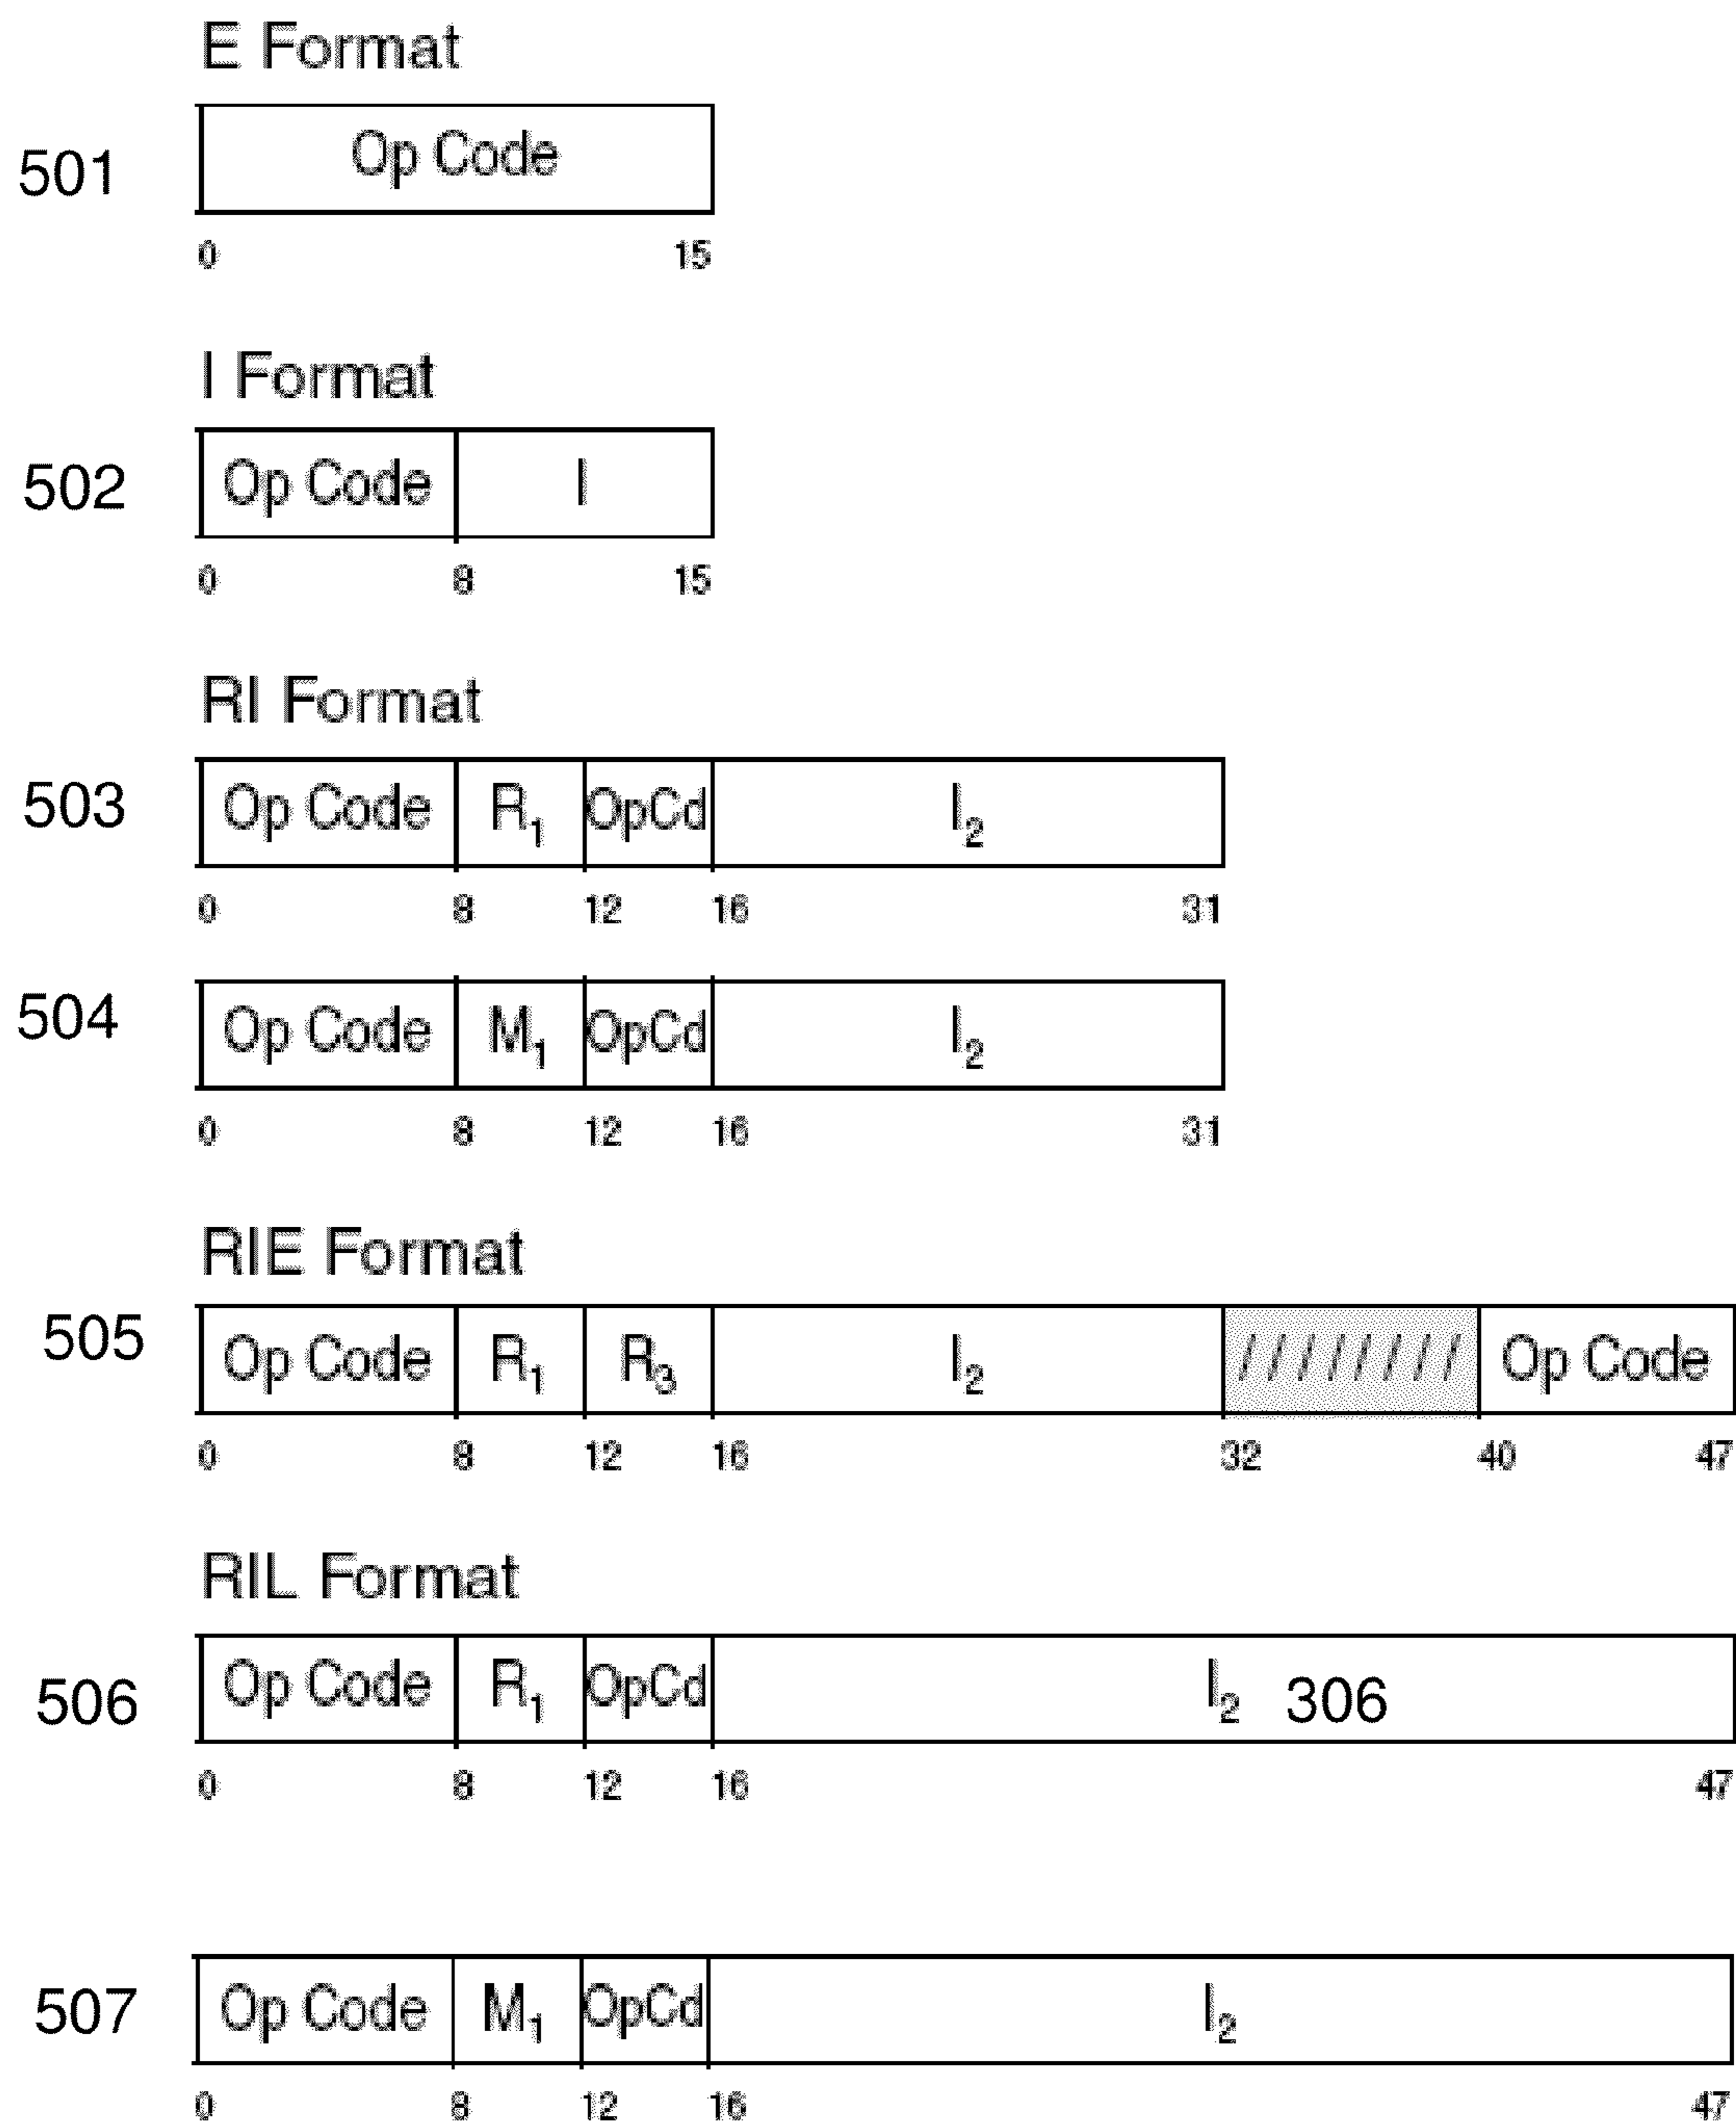 E Format
501 Op Code
0 15
I Format
502 Op Code I
0 8 15
RI Format
503 Op Code R₁ OpCd I₂
0 8 12 16 31
504 Op Code M₁ OpCd I₂
0 8 12 16 31
RIE Format
505 Op Code R₁ R₃ I₂ //////// Op Code
0 8 12 16 32 40 47
RIL Format
506 Op Code R₁ OpCd I₂ 306
0 8 12 16 47
507 Op Code M₁ OpCd I₂
0 8 12 16 47